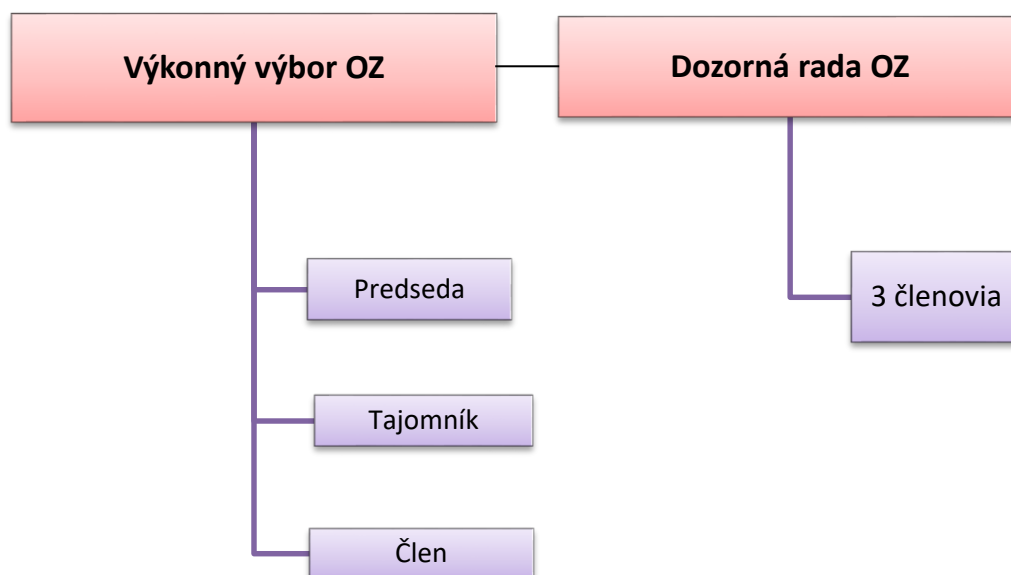 Výkonný výbor OZ
Dozorná rada OZ
Predseda
3 členovia
Tajomník
Člen